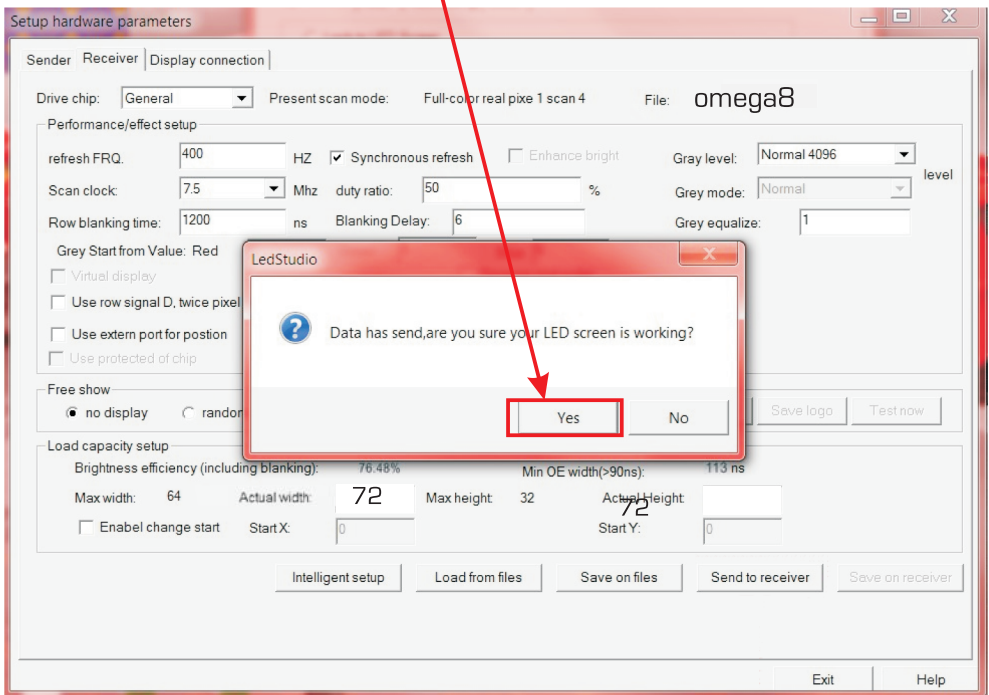 Setup hardware parameters
Sender Receiver Display connection
Drive chip: General Present scan mode: Full-color real pixe 1 scan 4 File: omega8
Performance/effect setup
refresh FRQ. 400 HZ Synchronous refresh Enhance bright Gray level: Normal 4096 level
Scan clock: 7.5 Mhz duty ratio: 50 % Grey mode: Normal
Row blanking time: 1200 ns Blanking Delay: 6 Grey equalize: 1
Grey Start from Value: Red
Virtual display
Use row signal D, twice pixel
Use extern port for postion
Use protected of chip
LedStudio
Data has send,are you sure your LED screen is working?
Yes No
Free show
no display random Save logo Test now
Load capacity setup
Brightness efficiency (including blanking): 76.48% Min OE width(>90ns): 113 ns
Max width: 64 Actual width: 72 Max height: 32 Actual Height: 72
Enabel change start Start X: 0 Start Y: 0
Intelligent setup Load from files Save on files Send to receiver Save on receiver
Exit Help